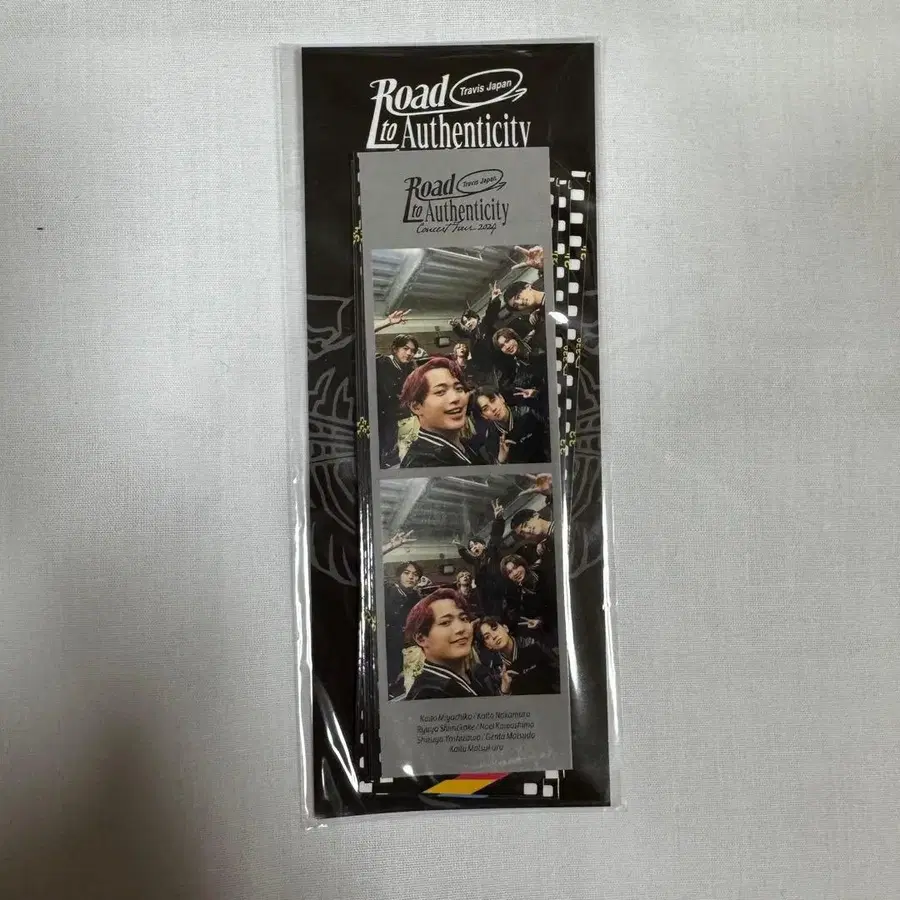 Road
Travis Japan
to Authenticity
Road
Travis Japan
to Authenticity
Concert Tour 2024
Kaito Miyachika / Kaito Nakamura
Ryuya Shimekake / Noel Kawashima
Shizuya Yoshizawa / Genta Matsuda
Kaito Matsukura